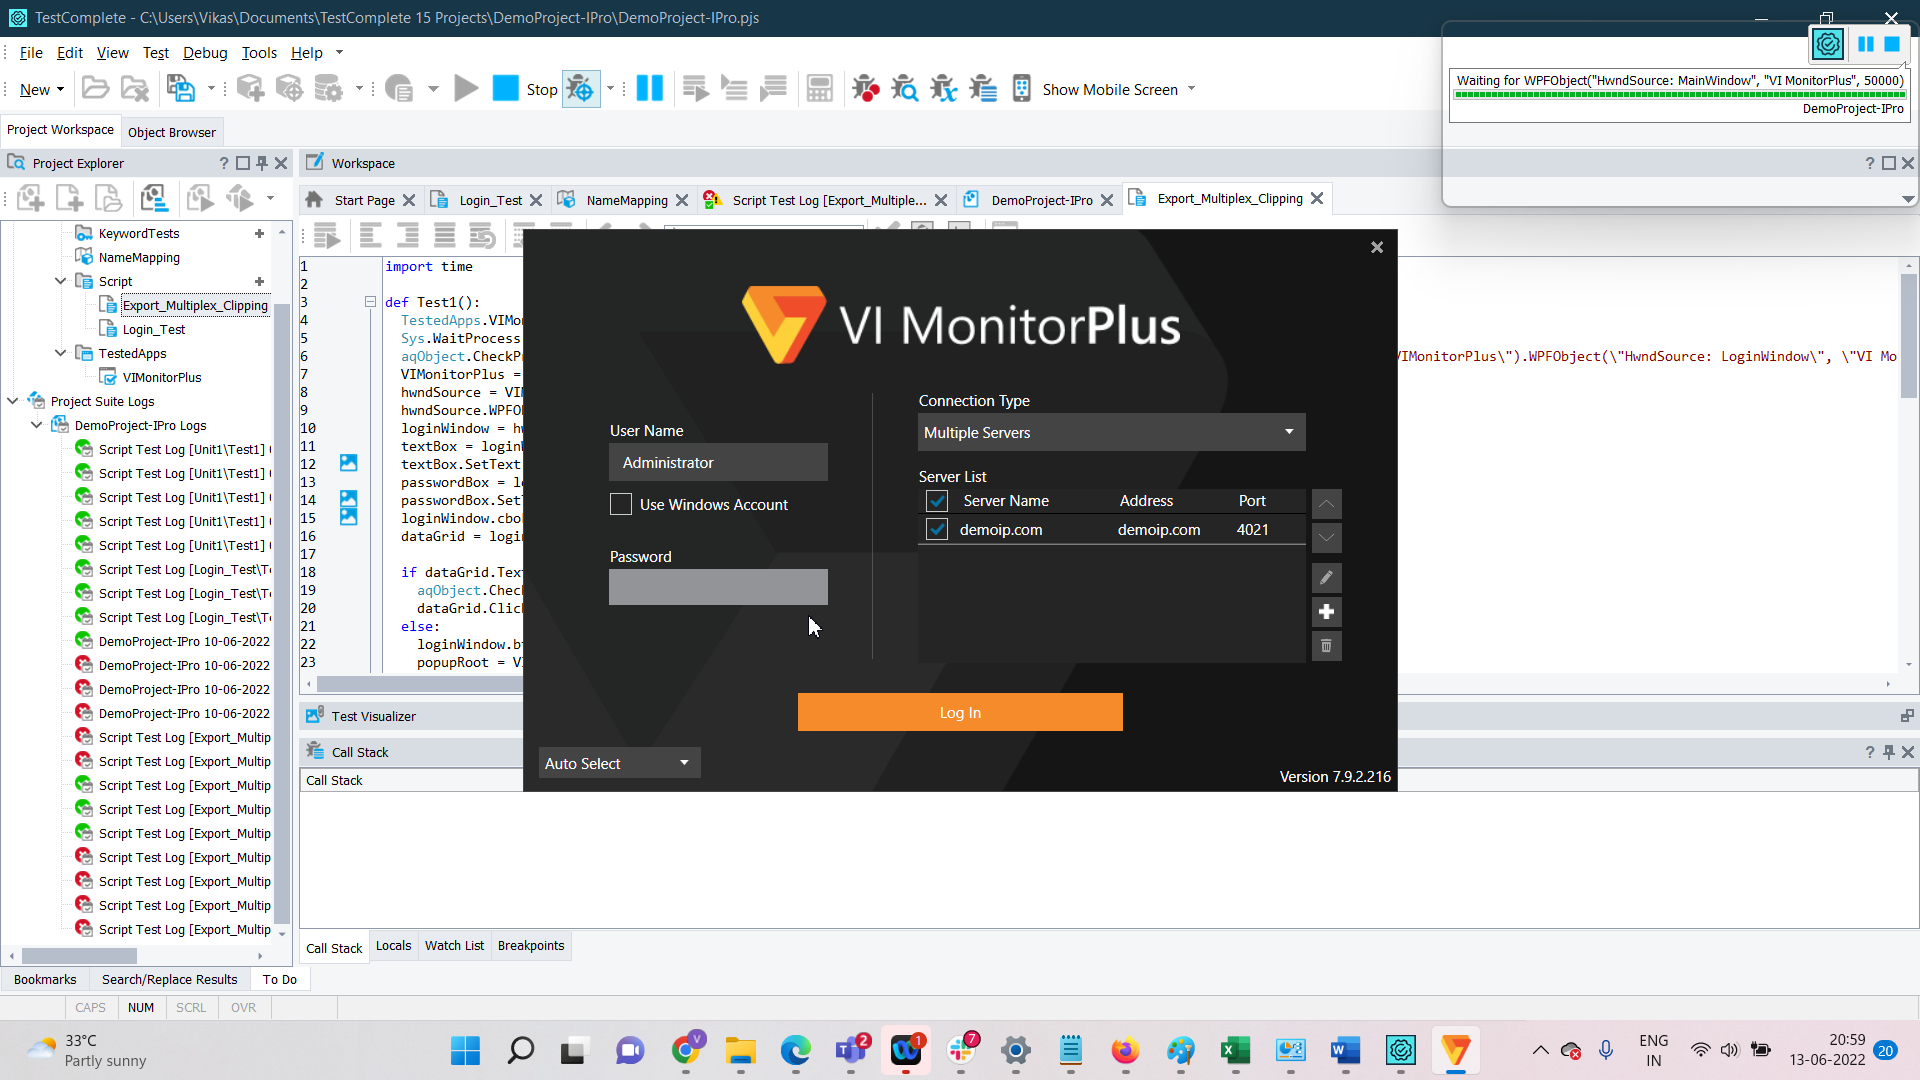 TestComplete - C:\Users\Vikas\Documents\TestComplete 15 Projects\DemoProject-IPro\DemoProject-IPro.pjs
File Edit View Test Debug Tools Help
New
Stop
Show Mobile Screen
Waiting for WPFObject("HwndSource: MainWindow", "VI MonitorPlus", 50000)
DemoProject-IPro
Project Workspace Object Browser
Project Explorer
Workspace
Start Page
Login_Test
NameMapping
Script Test Log [Export_Multiple...
DemoProject-IPro
Export_Multiplex_Clipping
KeywordTests
NameMapping
Script
Export_Multiplex_Clipping
Login_Test
TestedApps
VIMonitorPlus
Project Suite Logs
DemoProject-IPro Logs
Script Test Log [Unit1\Test1]
Script Test Log [Unit1\Test1]
Script Test Log [Unit1\Test1]
Script Test Log [Unit1\Test1]
Script Test Log [Unit1\Test1]
Script Test Log [Login_Test\T
Script Test Log [Login_Test\T
Script Test Log [Login_Test\T
DemoProject-IPro 10-06-2022
DemoProject-IPro 10-06-2022
DemoProject-IPro 10-06-2022
DemoProject-IPro 10-06-2022
Script Test Log [Export_Multip
Script Test Log [Export_Multip
Script Test Log [Export_Multip
Script Test Log [Export_Multip
Script Test Log [Export_Multip
Script Test Log [Export_Multip
Script Test Log [Export_Multip
Script Test Log [Export_Multip
Script Test Log [Export_Multip
1 import time
2
3 def Test1():
4 TestedApps.VIMo
5 Sys.WaitProcess
6 aqObject.CheckP
VIMonitorPlus\").WPFObject(\"HwndSource: LoginWindow\", \"VI Mo
7 VIMonitorPlus =
8 hwndSource = VI
9 hwndSource.WPFO
10 loginWindow = h
11 textBox = login
12 textBox.SetText
13 passwordBox = l
14 passwordBox.SetT
15 loginWindow.cbo
16 dataGrid = login
17
18 if dataGrid.Tex
19 aqObject.Chec
20 dataGrid.Clic
21 else:
22 loginWindow.b
23 popupRoot = V
VI MonitorPlus
User Name
Administrator
Use Windows Account
Password
Connection Type
Multiple Servers
Server List
Server Name Address Port
demoip.com demoip.com 4021
Log In
Auto Select
Version 7.9.2.216
Test Visualizer
Call Stack
Call Stack
Call Stack Locals Watch List Breakpoints
Bookmarks Search/Replace Results To Do
CAPS NUM SCRL OVR
33°C
Partly sunny
V
2
1
7
ENG
IN
20:59
13-06-2022
20